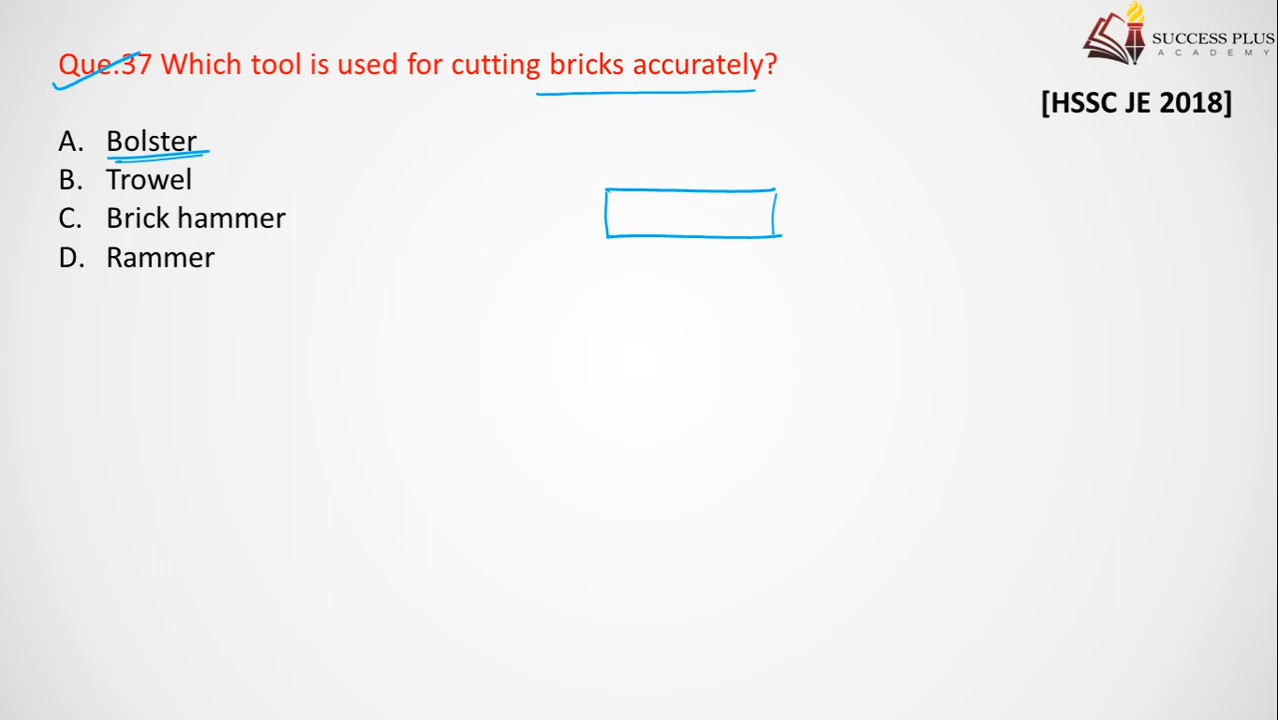 SUCCESS PLUS
ACADEMY
Que.37 Which tool is used for cutting bricks accurately?
[HSSC JE 2018]
A. Bolster
B. Trowel
C. Brick hammer
D. Rammer